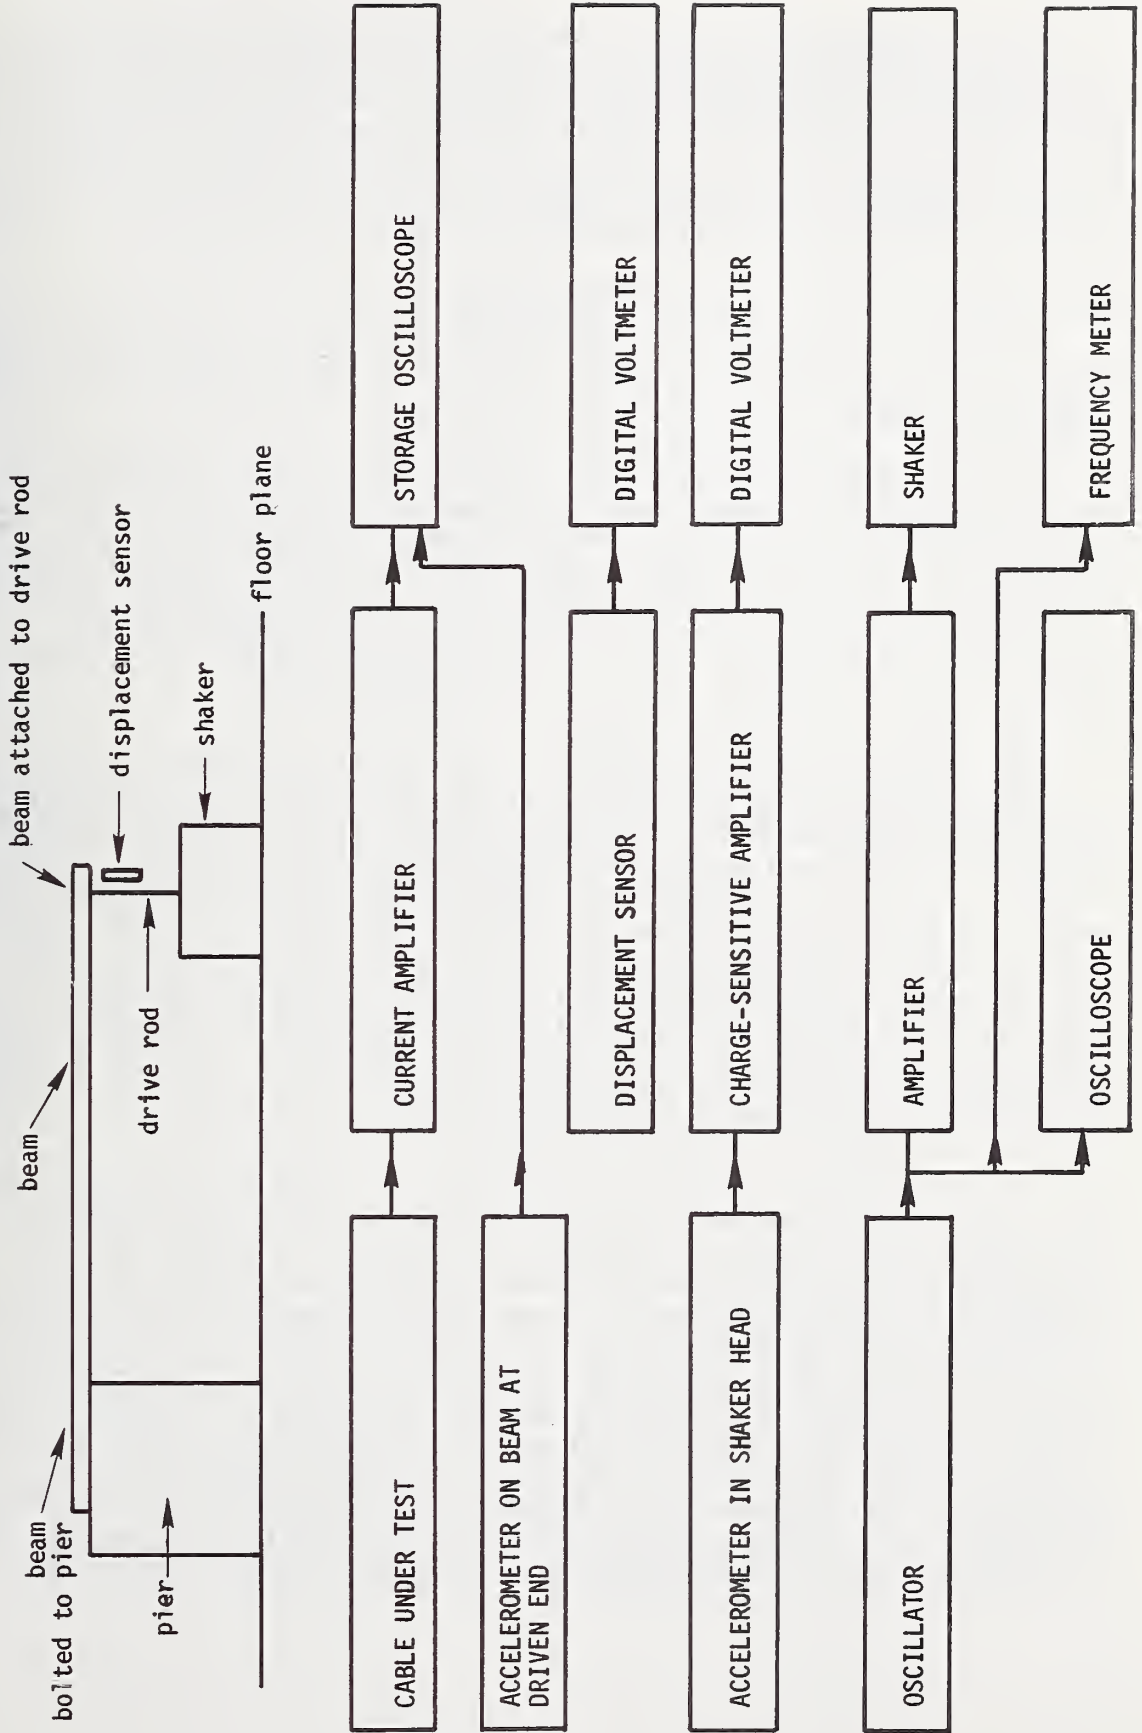 beam attached to drive rod
beam
beam
bolted to pier
displacement sensor
pier
drive rod
shaker
floor plane
CABLE UNDER TEST
CURRENT AMPLIFIER
STORAGE OSCILLOSCOPE
ACCELEROMETER ON BEAM AT
DRIVEN END
DISPLACEMENT SENSOR
DIGITAL VOLTMETER
ACCELEROMETER IN SHAKER HEAD
CHARGE-SENSITIVE AMPLIFIER
DIGITAL VOLTMETER
OSCILLATOR
AMPLIFIER
SHAKER
OSCILLOSCOPE
FREQUENCY METER